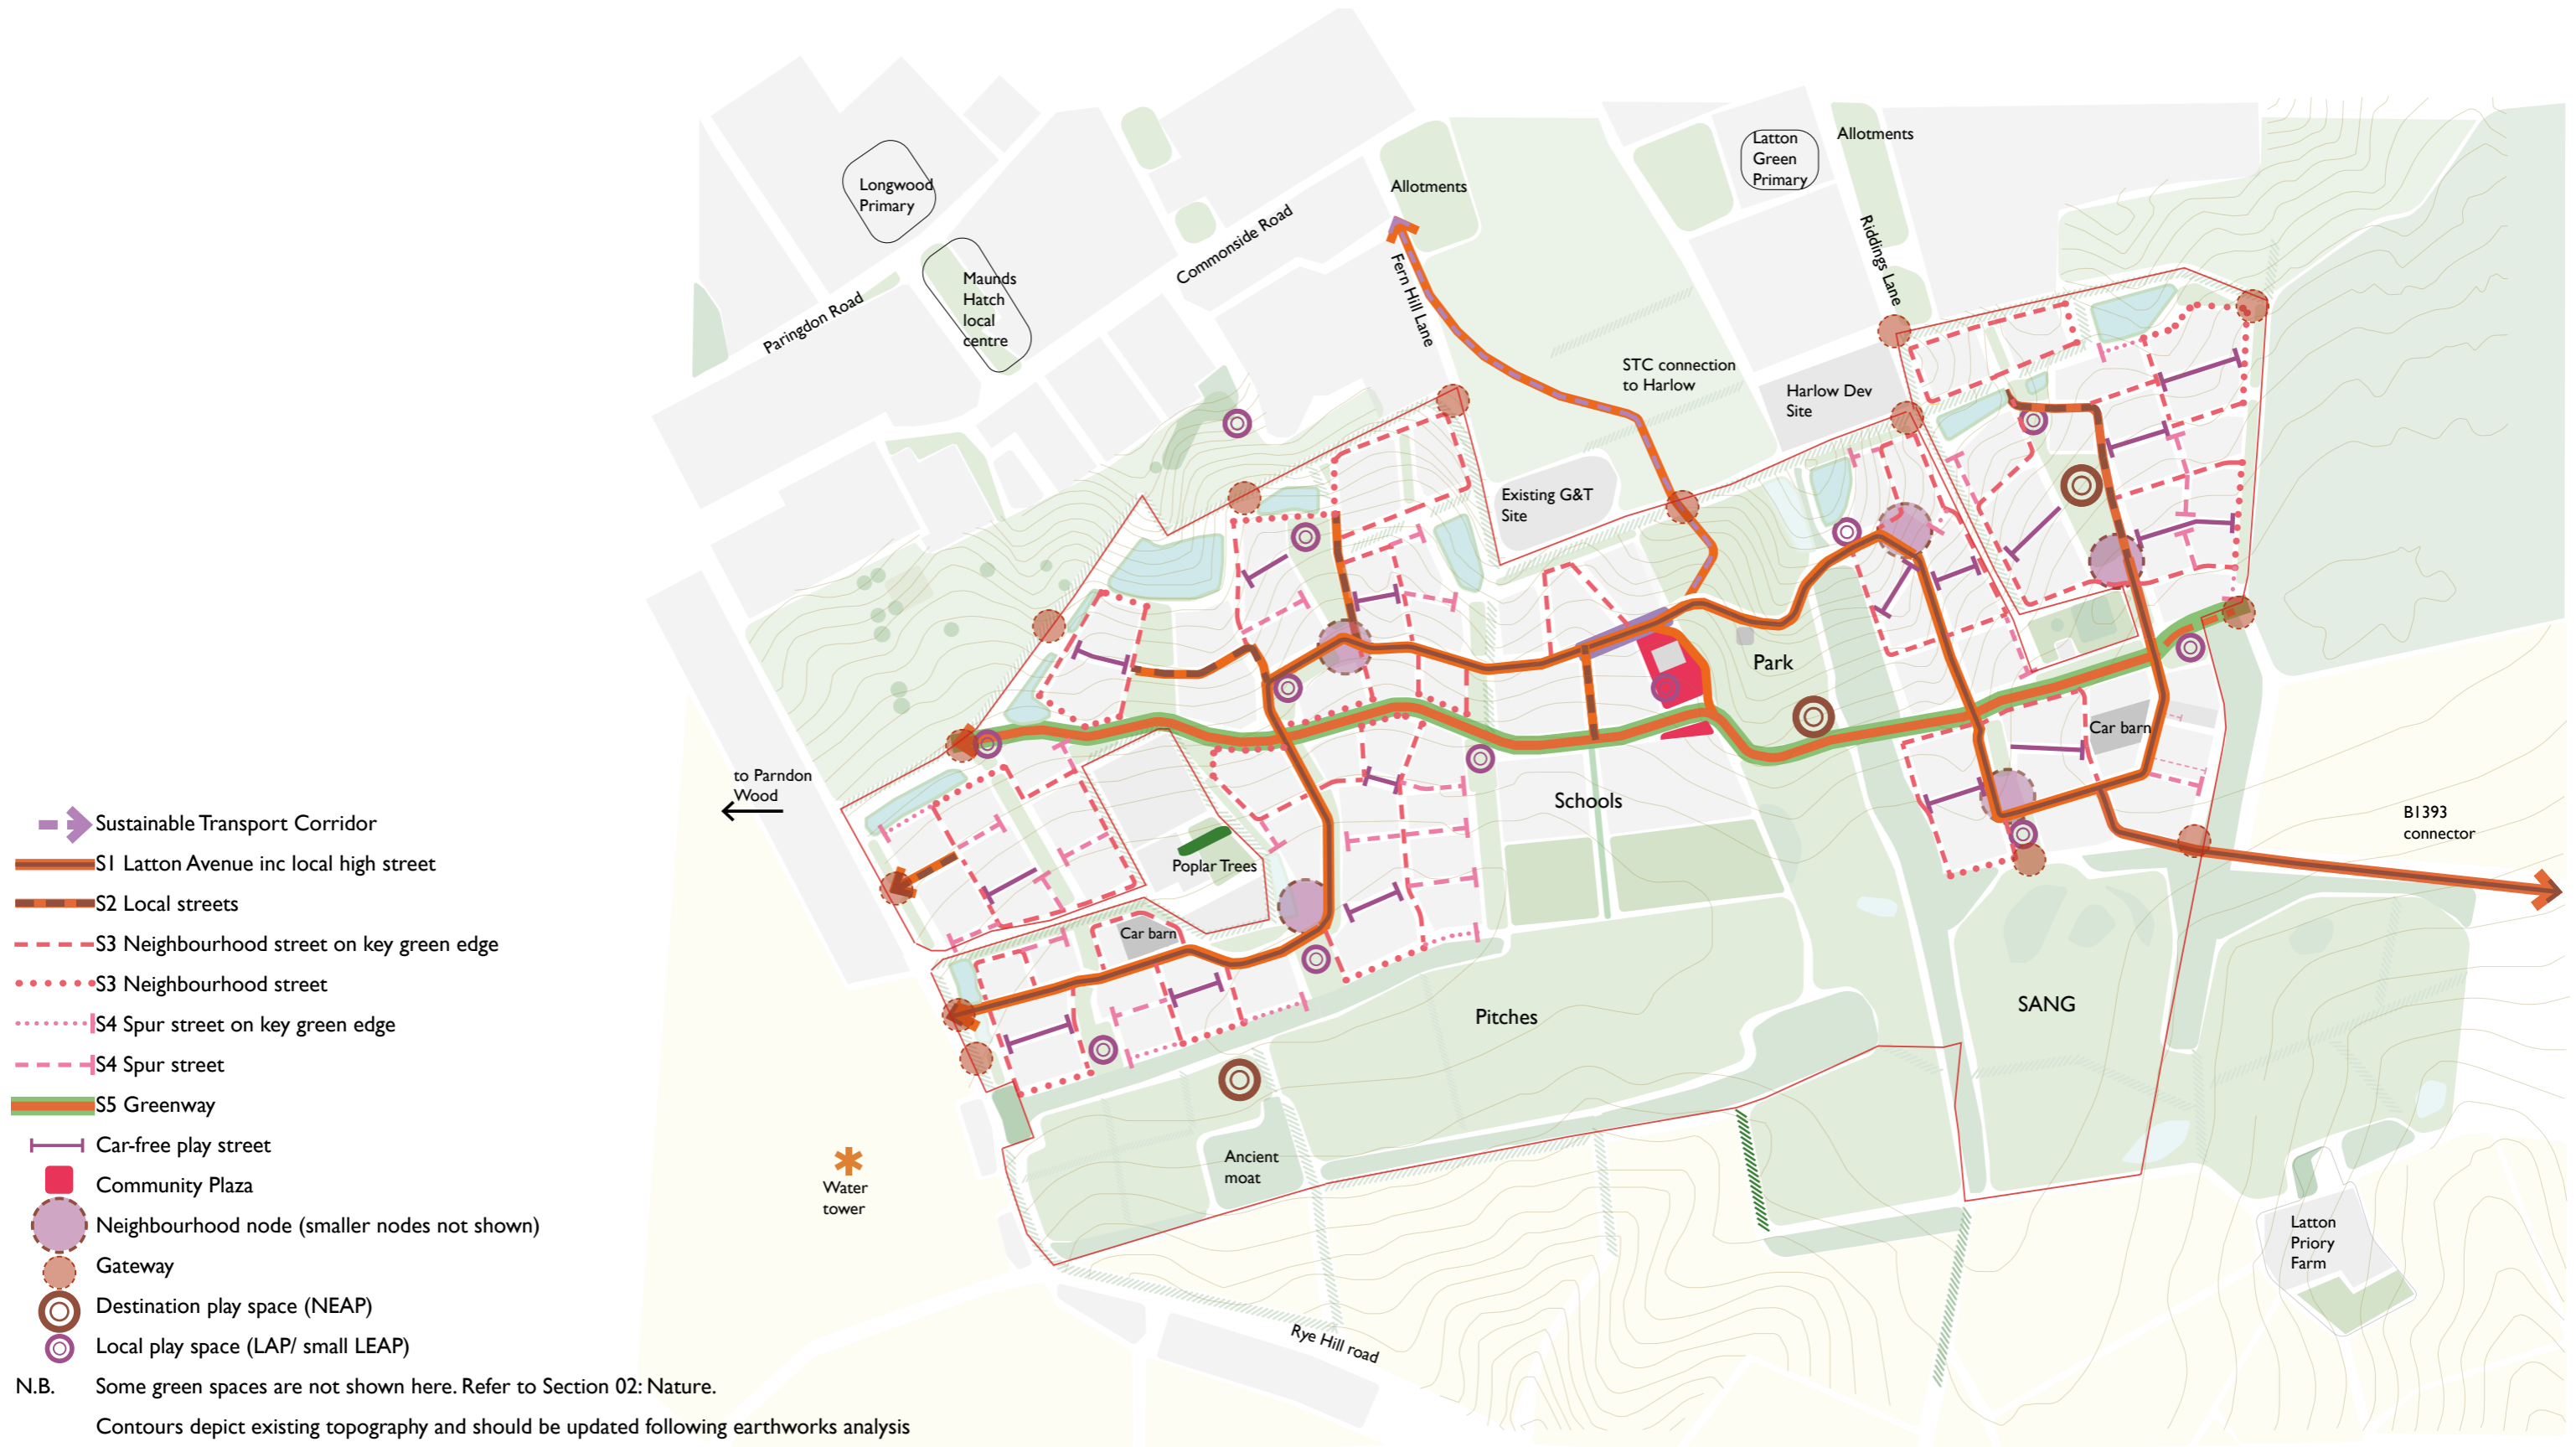 Longwood
Primary
Maunds
Hatch
local
centre
Paringdon Road
Commonside Road
Allotments
Fern Hill Lane
Latton
Green
Primary
Allotments
Riddings Lane
STC connection
to Harlow
Harlow Dev
Site
Existing G&T
Site
Park
Car barn
Schools
to Parndon
Wood
Poplar Trees
Car barn
B1393
connector
Pitches
SANG
Ancient
moat
Water
tower
Latton
Priory
Farm
Rye Hill road
Sustainable Transport Corridor
S1 Latton Avenue inc local high street
S2 Local streets
S3 Neighbourhood street on key green edge
S3 Neighbourhood street
S4 Spur street on key green edge
S4 Spur street
S5 Greenway
Car-free play street
Community Plaza
Neighbourhood node (smaller nodes not shown)
Gateway
Destination play space (NEAP)
Local play space (LAP/ small LEAP)
N.B. Some green spaces are not shown here. Refer to Section 02: Nature.
Contours depict existing topography and should be updated following earthworks analysis